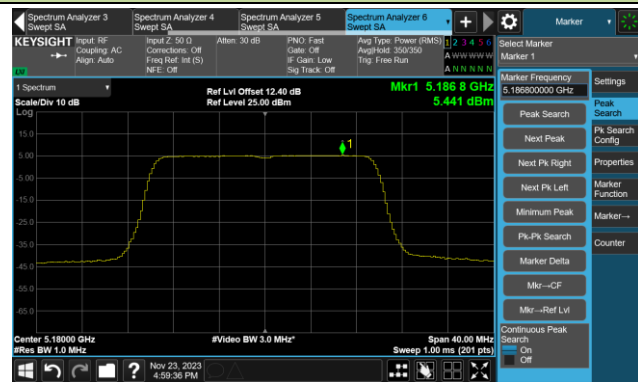 Spectrum Analyzer 3
Swept SA
Spectrum Analyzer 4
Swept SA
Spectrum Analyzer 5
Swept SA
Spectrum Analyzer 6
Swept SA
Marker
KEYSIGHT
Input: RF
Coupling: AC
Align: Auto
Input Z: 50 Ω
Corrections: Off
Freq Ref: Int (S)
NFE: Off
Atten: 30 dB
PNO: Fast
Gate: Off
IF Gain: Low
Sig Track: Off
Avg Type: Power (RMS)
Avg|Hold: 350/350
Trig: Free Run
1 2 3 4 5 6
A W W W W W
A N N N N N
LW
Select Marker
Marker 1
1 Spectrum
Scale/Div 10 dB
Log
Ref Lvl Offset 12.40 dB
Ref Level 25.00 dBm
Mkr1 5.186 8 GHz
5.441 dBm
1
15.0
5.00
-5.00
-15.0
-25.0
-35.0
-45.0
-55.0
-65.0
Center 5.18000 GHz
#Res BW 1.0 MHz
#Video BW 3.0 MHz*
Span 40.00 MHz
Sweep 1.00 ms (201 pts)
Marker Frequency
5.186800000 GHz
Peak Search
Next Peak
Next Pk Right
Next Pk Left
Minimum Peak
Pk-Pk Search
Marker Delta
Mkr→CF
Mkr→Ref Lvl
Continuous Peak
Search
On
Off
Settings
Peak
Search
Pk Search
Config
Properties
Marker
Function
Marker→
Counter
?
Nov 23, 2023
4:59:36 PM